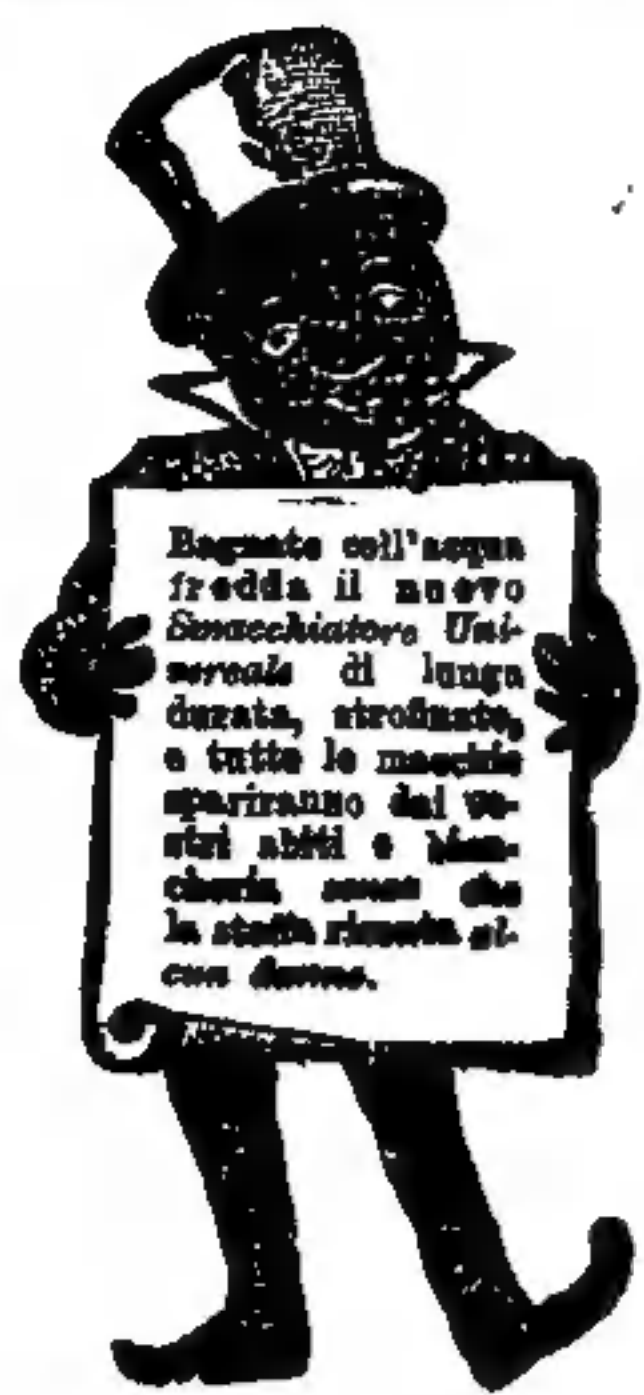 Bagnate coll'acqua
fredda il nuovo
Smacchiatore Uni-
versale di lunga
durata, strofinate,
e tutte le macchie
spariranno dai vo-
stri abiti e bian-
cheria senza che
la stoffa risenta al-
cun danno.